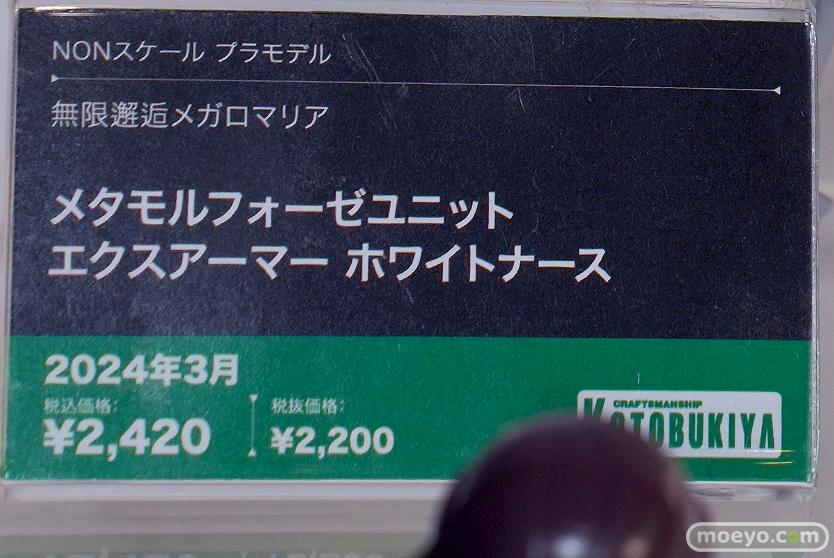 NONスケール プラモデル
無限邂逅メガロマリア
メタモルフォーゼユニット
エクスアーマー ホワイトナース
2024年3月
税込価格:
¥2,420
税抜価格:
¥2,200
CRAFTSMANSHIP
KOTOBUKIYA
moeyo.com